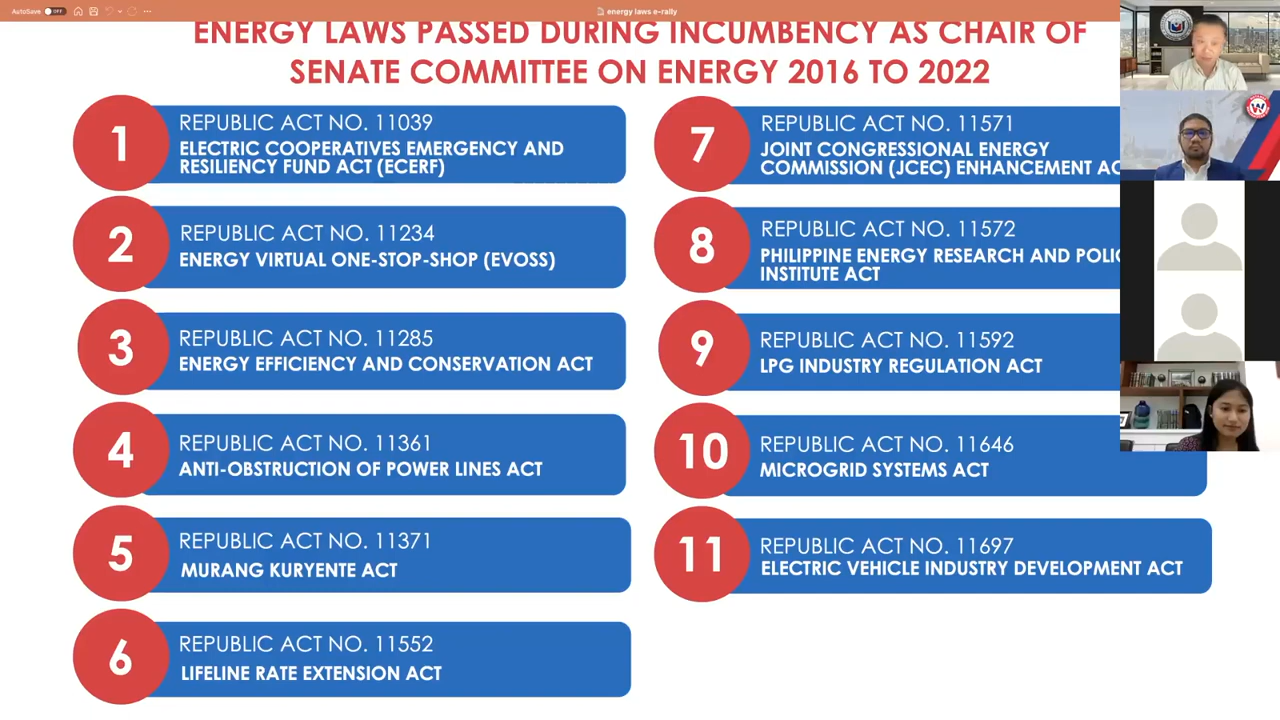 AutoSave OFF
energy laws e-rally
ENERGY LAWS PASSED DURING INCUMBENCY AS CHAIR OF
SENATE COMMITTEE ON ENERGY 2016 TO 2022
1
REPUBLIC ACT NO. 11039
ELECTRIC COOPERATIVES EMERGENCY AND
RESILIENCY FUND ACT (ECERF)
2
REPUBLIC ACT NO. 11234
ENERGY VIRTUAL ONE-STOP-SHOP (EVOSS)
3
REPUBLIC ACT NO. 11285
ENERGY EFFICIENCY AND CONSERVATION ACT
4
REPUBLIC ACT NO. 11361
ANTI-OBSTRUCTION OF POWER LINES ACT
5
REPUBLIC ACT NO. 11371
MURANG KURYENTE ACT
6
REPUBLIC ACT NO. 11552
LIFELINE RATE EXTENSION ACT
7
REPUBLIC ACT NO. 11571
JOINT CONGRESSIONAL ENERGY
COMMISSION (JCEC) ENHANCEMENT AC
8
REPUBLIC ACT NO. 11572
PHILIPPINE ENERGY RESEARCH AND POLIC
INSTITUTE ACT
9
REPUBLIC ACT NO. 11592
LPG INDUSTRY REGULATION ACT
10
REPUBLIC ACT NO. 11646
MICROGRID SYSTEMS ACT
11
REPUBLIC ACT NO. 11697
ELECTRIC VEHICLE INDUSTRY DEVELOPMENT ACT
W